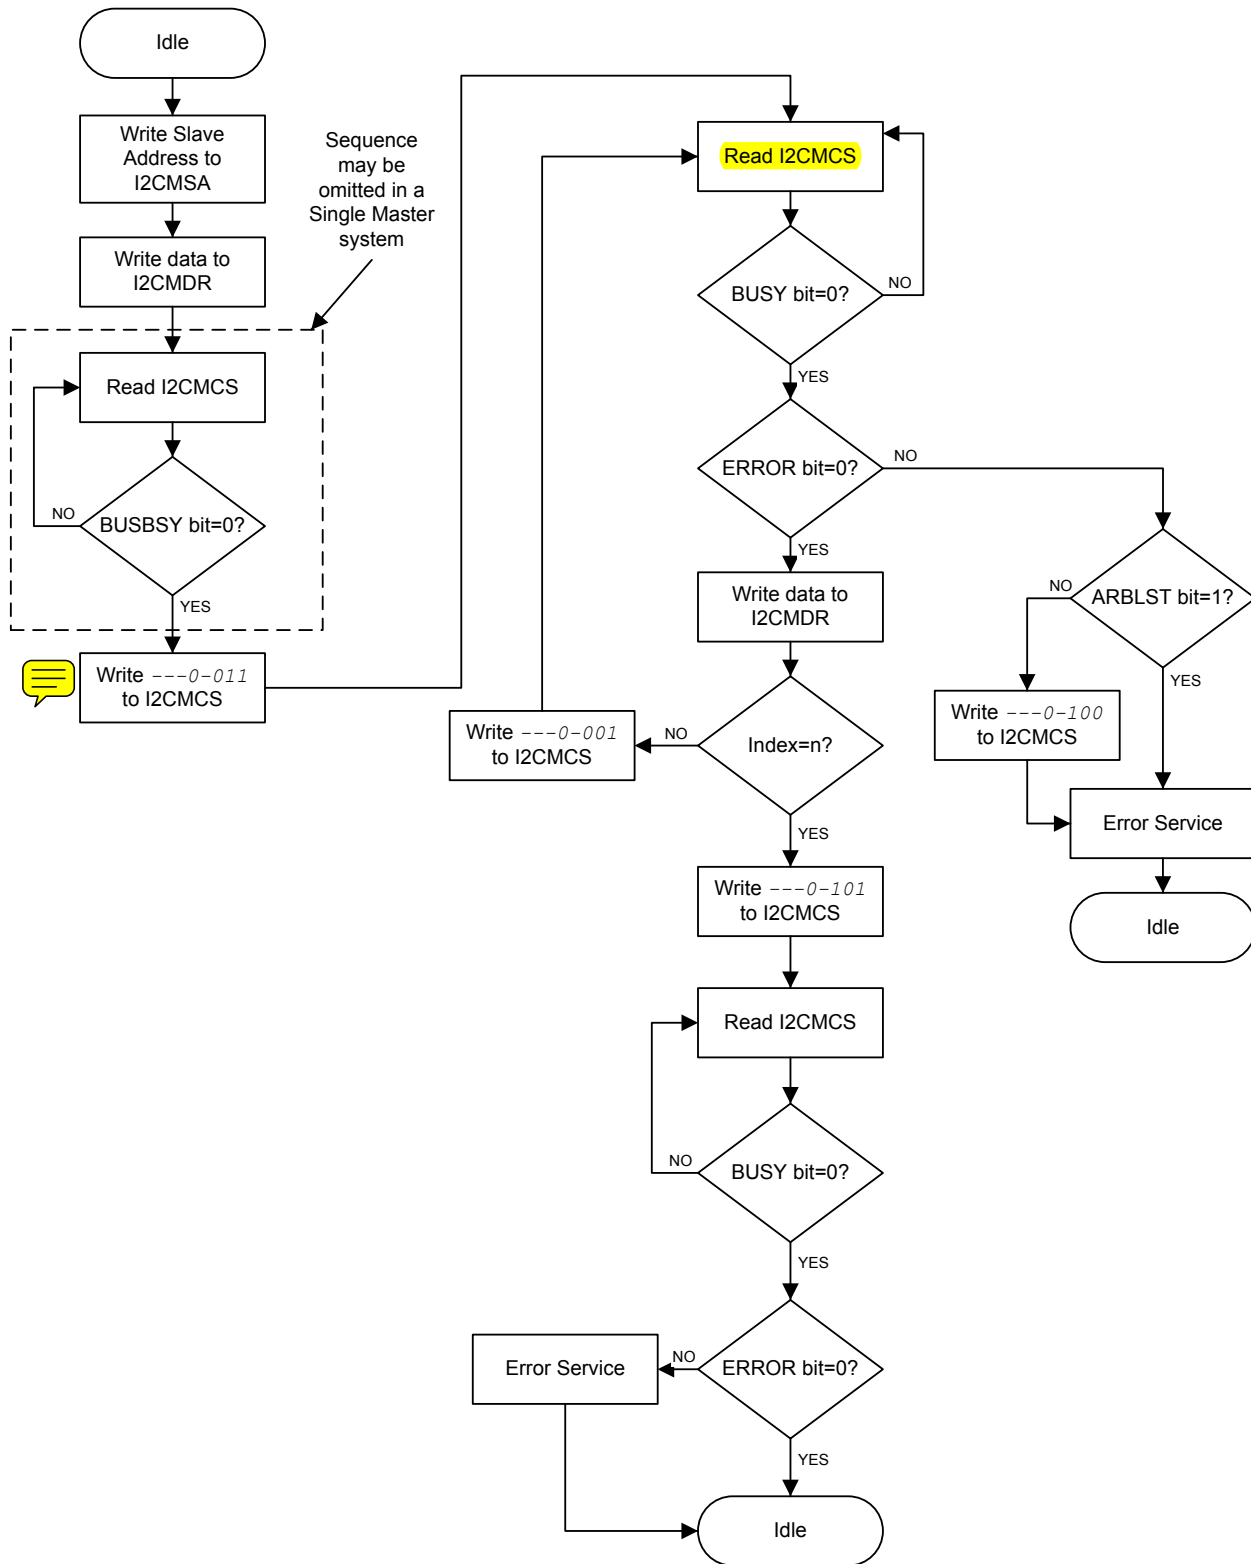 Idle
Write Slave
Address to
I2CMSA
Write data to
I2CMDR
Sequence
may be
omitted in a
Single Master
system
Read I2CMCS
BUSBSY bit=0?
NO
YES
Write ---0-011
to I2CMCS
Read I2CMCS
BUSY bit=0?
NO
YES
ERROR bit=0?
NO
YES
Write data to
I2CMDR
Index=n?
NO
Write ---0-001
to I2CMCS
YES
ARBLST bit=1?
NO
YES
Write ---0-100
to I2CMCS
Error Service
Idle
Write ---0-101
to I2CMCS
Read I2CMCS
BUSY bit=0?
NO
YES
ERROR bit=0?
NO
Error Service
YES
Idle